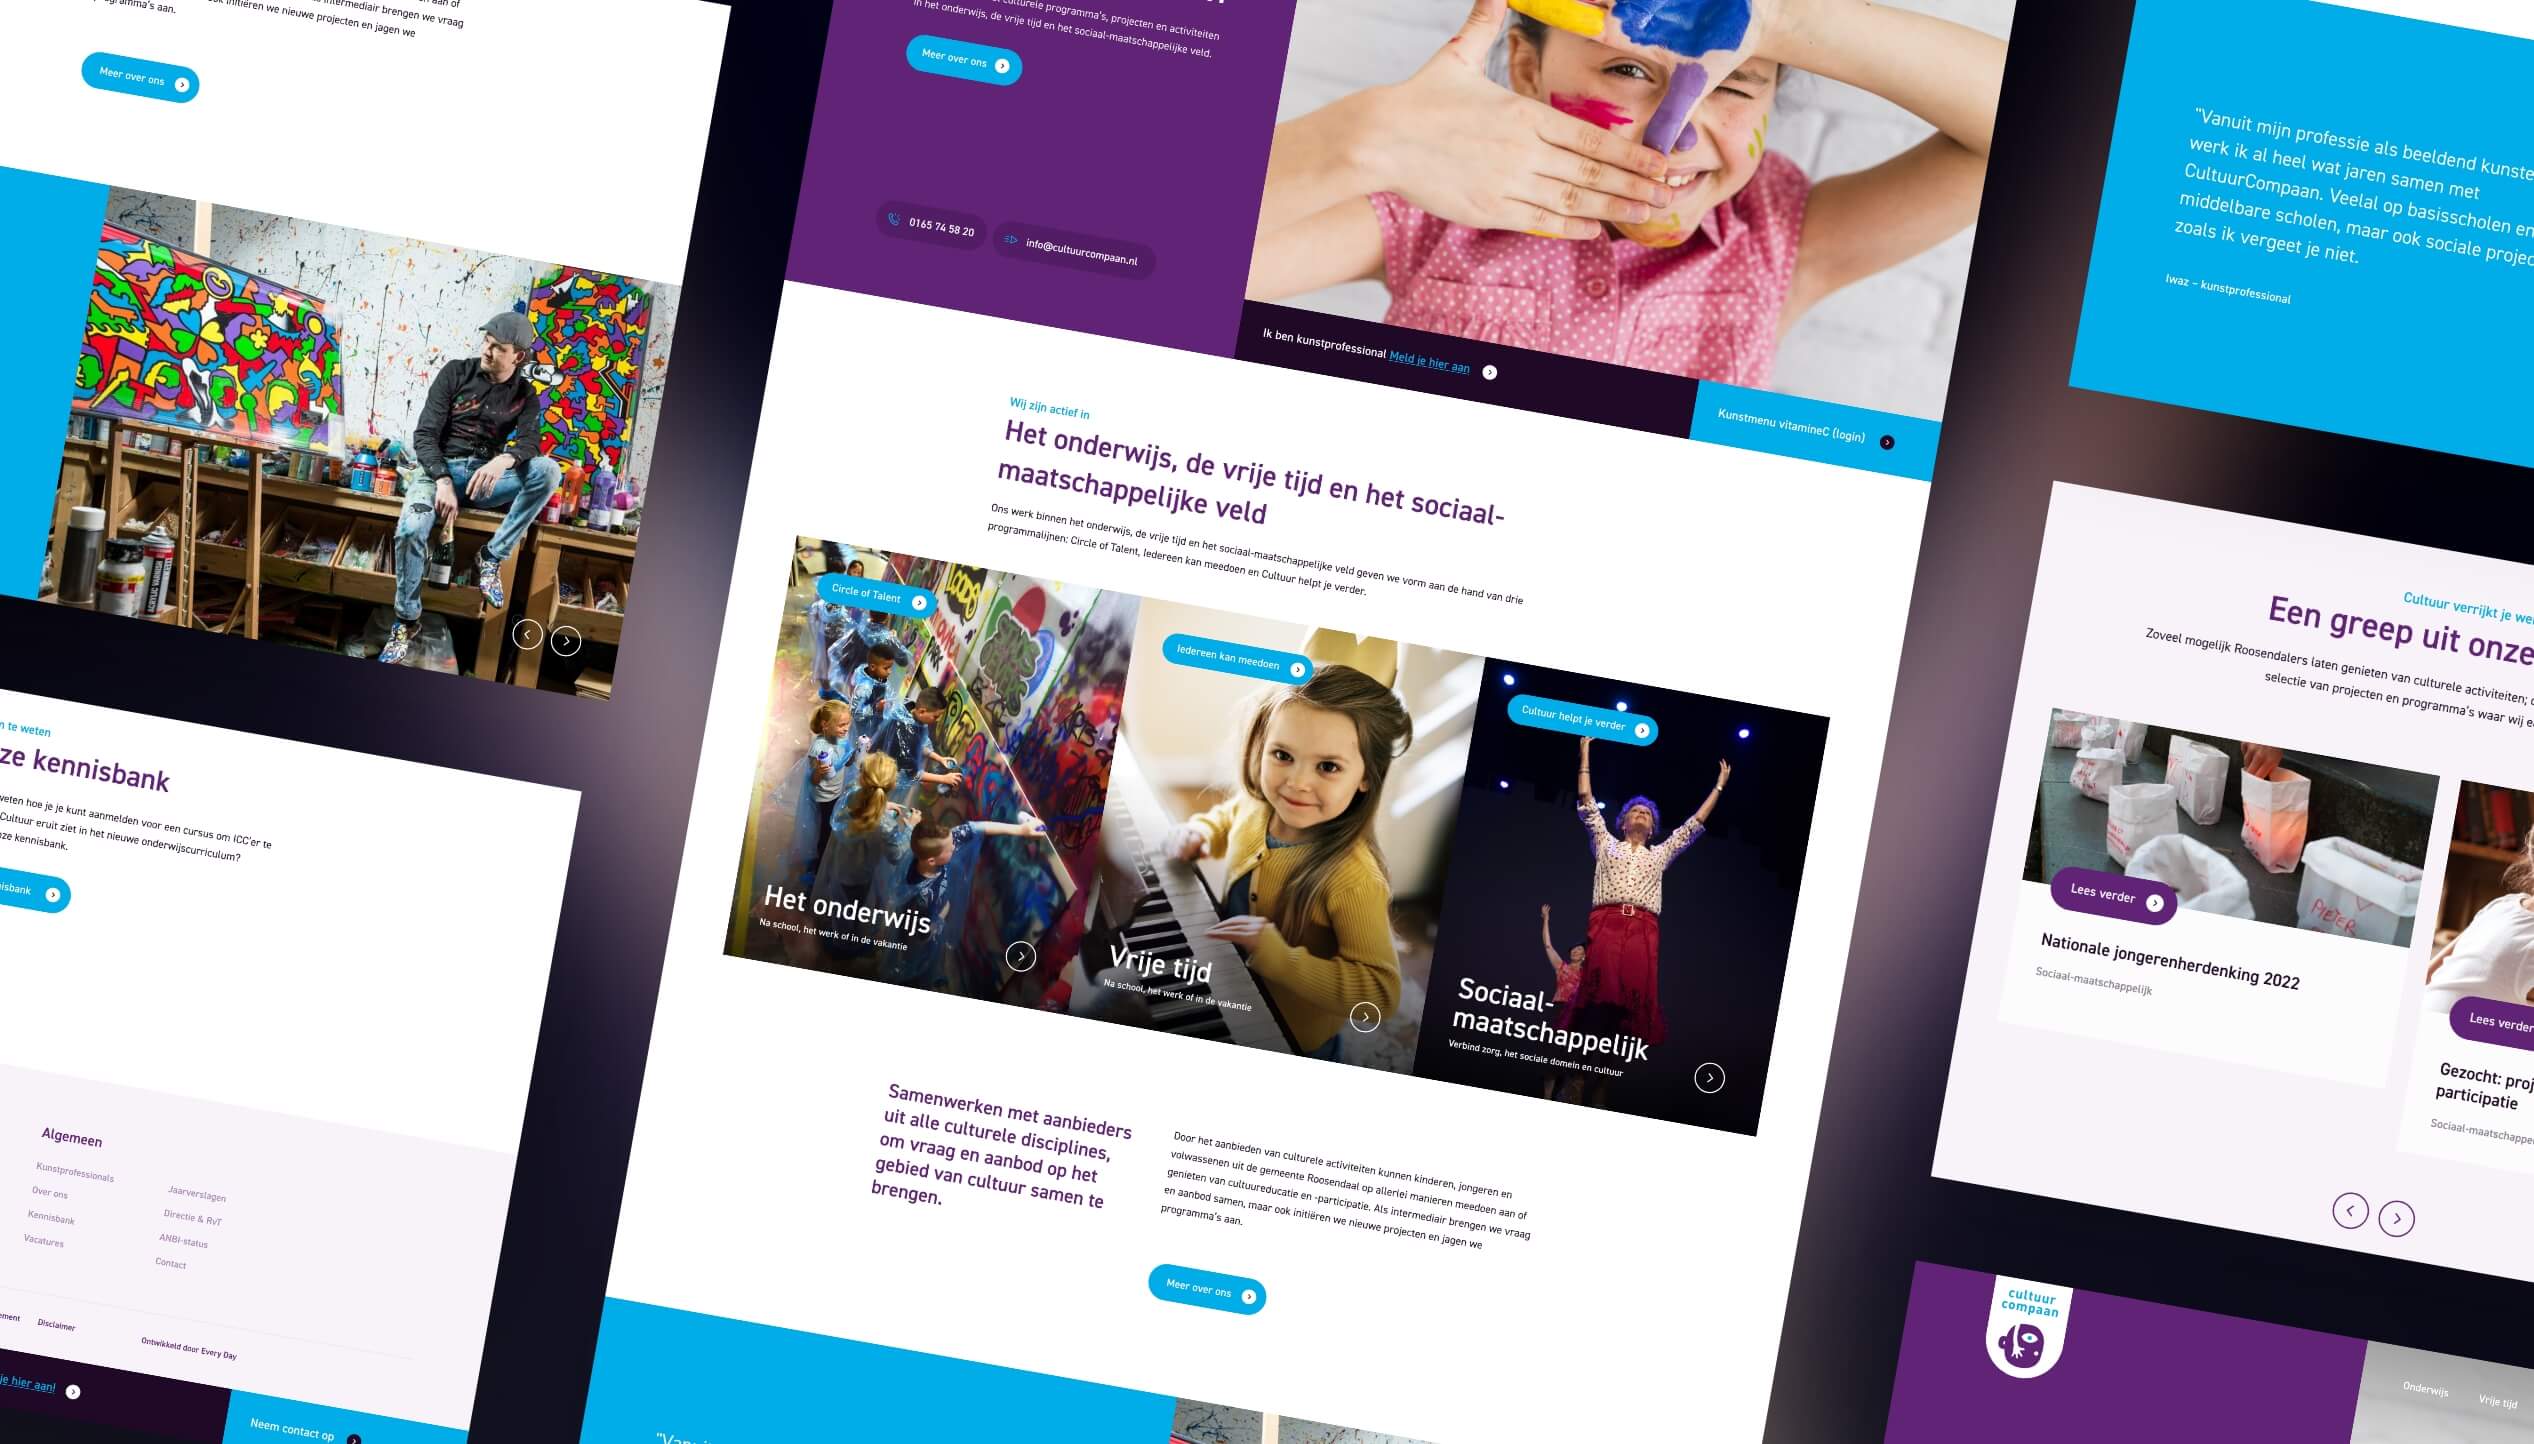 programma's aan.
initiëren we nieuwe projecten en jagen we
intermediair brengen we vraag
aan of
Meer over ons
n te weten
ze kennisbank
weten hoe je je kunt aanmelden voor een cursus om ICC'er te
Cultuur eruit ziet in het nieuwe onderwijscurriculum?
nze kennisbank.
nisbank
Algemeen
Kunstprofessionals
Over ons
Kennisbank
Vacatures
Jaarverslagen
Directie & RvT
ANBI-status
Contact
ement
Disclaimer
Ontwikkeld door Every Day
je hier aan!
Neem contact op
culturele programma's, projecten en activiteiten
in het onderwijs, de vrije tijd en het sociaal-maatschappelijke veld.
Meer over ons
0165 74 58 20
info@cultuurcompaan.nl
Ik ben kunstprofessional Meld je hier aan
Kunstmenu vitamineC (login)
Wij zijn actief in
Het onderwijs, de vrije tijd en het sociaal-
maatschappelijke veld
Ons werk binnen het onderwijs, de vrije tijd en het sociaal-maatschappelijke veld geven we vorm aan de hand van drie
programmalijnen: Circle of Talent, Iedereen kan meedoen en Cultuur helpt je verder.
Circle of Talent
Het onderwijs
Na school, het werk of in de vakantie
Iedereen kan meedoen
Vrije tijd
Na school, het werk of in de vakantie
Cultuur helpt je verder
Sociaal-
maatschappelijk
Verbind zorg, het sociale domein en cultuur
Samenwerken met aanbieders
uit alle culturele disciplines,
om vraag en aanbod op het
gebied van cultuur samen te
brengen.
Door het aanbieden van culturele activiteiten kunnen kinderen, jongeren en
volwassenen uit de gemeente Roosendaal op allerlei manieren meedoen aan of
genieten van cultuureducatie en -participatie. Als intermediair brengen we vraag
en aanbod samen, maar ook initiëren we nieuwe projecten en jagen we
programma's aan.
Meer over ons
"Vanuit mijn professie als beeldend kunste
werk ik al heel wat jaren samen met
CultuurCompaan. Veelal op basisscholen en
middelbare scholen, maar ook sociale projec
zoals ik vergeet je niet.
Iwaz – kunstprofessional
Cultuur verrijkt je we
Een greep uit onze
Zoveel mogelijk Roosendalers laten genieten van culturele activiteiten;
selectie van projecten en programma's waar wij
Lees verder
Nationale jongerenherdenking 2022
Sociaal-maatschappelijk
Lees verder
Gezocht: proj
participatie
Sociaal-maatschappe
cultuur
compaan
Onderwijs
Vrije tijd